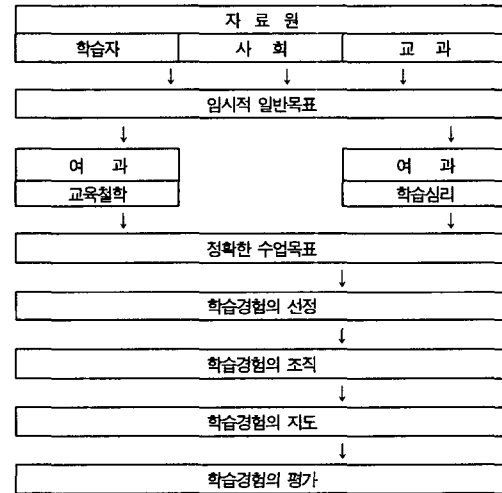 자 료 원
학습자 사 회 교 과
↓ ↓ ↓
임시적 일반목표
↓ ↓
여 과 여 과
교육철학 학습심리
↓ ↓
정확한 수업목표
↓
학습경험의 선정
↓
학습경험의 조직
↓
학습경험의 지도
↓
학습경험의 평가